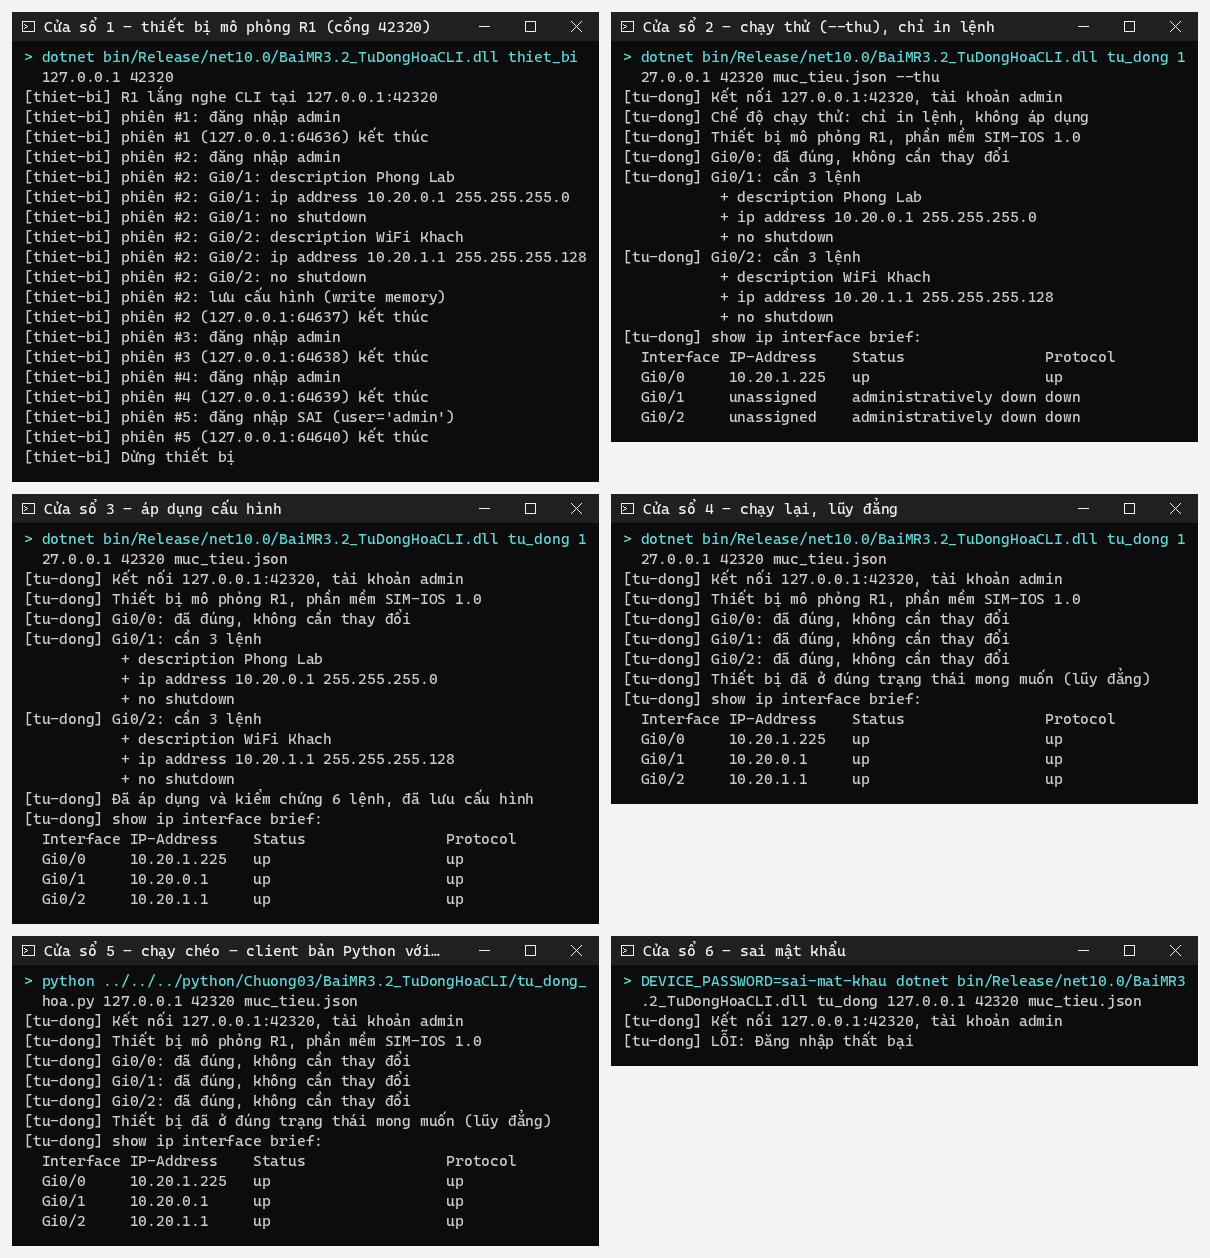 Cửa sổ 1 – thiết bị mô phỏng R1 (cổng 42320)
> dotnet bin/Release/net10.0/BaiMR3.2_TuDongHoaCLI.dll thiet_bi
127.0.0.1 42320
[thiet-bi] R1 lắng nghe CLI tại 127.0.0.1:42320
[thiet-bi] phiên #1: đăng nhập admin
[thiet-bi] phiên #1 (127.0.0.1:64636) kết thúc
[thiet-bi] phiên #2: đăng nhập admin
[thiet-bi] phiên #2: Gi0/1: description Phong Lab
[thiet-bi] phiên #2: Gi0/1: ip address 10.20.0.1 255.255.255.0
[thiet-bi] phiên #2: Gi0/1: no shutdown
[thiet-bi] phiên #2: Gi0/2: description WiFi Khach
[thiet-bi] phiên #2: Gi0/2: ip address 10.20.1.1 255.255.255.128
[thiet-bi] phiên #2: Gi0/2: no shutdown
[thiet-bi] phiên #2: lưu cấu hình (write memory)
[thiet-bi] phiên #2 (127.0.0.1:64637) kết thúc
[thiet-bi] phiên #3: đăng nhập admin
[thiet-bi] phiên #3 (127.0.0.1:64638) kết thúc
[thiet-bi] phiên #4: đăng nhập admin
[thiet-bi] phiên #4 (127.0.0.1:64639) kết thúc
[thiet-bi] phiên #5: đăng nhập SAI (user='admin')
[thiet-bi] phiên #5 (127.0.0.1:64640) kết thúc
[thiet-bi] Dừng thiết bị
Cửa sổ 2 – chạy thử (--thu), chỉ in lệnh
> dotnet bin/Release/net10.0/BaiMR3.2_TuDongHoaCLI.dll tu_dong 1
27.0.0.1 42320 muc_tieu.json --thu
[tu-dong] Kết nối 127.0.0.1:42320, tài khoản admin
[tu-dong] Chế độ chạy thử: chỉ in lệnh, không áp dụng
[tu-dong] Thiết bị mô phỏng R1, phần mềm SIM-IOS 1.0
[tu-dong] Gi0/0: đã đúng, không cần thay đổi
[tu-dong] Gi0/1: cần 3 lệnh
+ description Phong Lab
+ ip address 10.20.0.1 255.255.255.0
+ no shutdown
[tu-dong] Gi0/2: cần 3 lệnh
+ description WiFi Khach
+ ip address 10.20.1.1 255.255.255.128
+ no shutdown
[tu-dong] show ip interface brief:
Interface IP-Address    Status                Protocol
Gi0/0     10.20.1.225   up                    up
Gi0/1     unassigned    administratively down down
Gi0/2     unassigned    administratively down down
Cửa sổ 3 – áp dụng cấu hình
> dotnet bin/Release/net10.0/BaiMR3.2_TuDongHoaCLI.dll tu_dong 1
27.0.0.1 42320 muc_tieu.json
[tu-dong] Kết nối 127.0.0.1:42320, tài khoản admin
[tu-dong] Thiết bị mô phỏng R1, phần mềm SIM-IOS 1.0
[tu-dong] Gi0/0: đã đúng, không cần thay đổi
[tu-dong] Gi0/1: cần 3 lệnh
+ description Phong Lab
+ ip address 10.20.0.1 255.255.255.0
+ no shutdown
[tu-dong] Gi0/2: cần 3 lệnh
+ description WiFi Khach
+ ip address 10.20.1.1 255.255.255.128
+ no shutdown
[tu-dong] Đã áp dụng và kiểm chứng 6 lệnh, đã lưu cấu hình
[tu-dong] show ip interface brief:
Interface IP-Address    Status                Protocol
Gi0/0     10.20.1.225   up                    up
Gi0/1     10.20.0.1     up                    up
Gi0/2     10.20.1.1     up                    up
Cửa sổ 4 – chạy lại, lũy đẳng
> dotnet bin/Release/net10.0/BaiMR3.2_TuDongHoaCLI.dll tu_dong 1
27.0.0.1 42320 muc_tieu.json
[tu-dong] Kết nối 127.0.0.1:42320, tài khoản admin
[tu-dong] Thiết bị mô phỏng R1, phần mềm SIM-IOS 1.0
[tu-dong] Gi0/0: đã đúng, không cần thay đổi
[tu-dong] Gi0/1: đã đúng, không cần thay đổi
[tu-dong] Gi0/2: đã đúng, không cần thay đổi
[tu-dong] Thiết bị đã ở đúng trạng thái mong muốn (lũy đẳng)
[tu-dong] show ip interface brief:
Interface IP-Address    Status                Protocol
Gi0/0     10.20.1.225   up                    up
Gi0/1     10.20.0.1     up                    up
Gi0/2     10.20.1.1     up                    up
Cửa sổ 5 – chạy chéo – client bản Python với…
> python ../../../python/Chuong03/BaiMR3.2_TuDongHoaCLI/tu_dong_
hoa.py 127.0.0.1 42320 muc_tieu.json
[tu-dong] Kết nối 127.0.0.1:42320, tài khoản admin
[tu-dong] Thiết bị mô phỏng R1, phần mềm SIM-IOS 1.0
[tu-dong] Gi0/0: đã đúng, không cần thay đổi
[tu-dong] Gi0/1: đã đúng, không cần thay đổi
[tu-dong] Gi0/2: đã đúng, không cần thay đổi
[tu-dong] Thiết bị đã ở đúng trạng thái mong muốn (lũy đẳng)
[tu-dong] show ip interface brief:
Interface IP-Address    Status                Protocol
Gi0/0     10.20.1.225   up                    up
Gi0/1     10.20.0.1     up                    up
Gi0/2     10.20.1.1     up                    up
Cửa sổ 6 – sai mật khẩu
> DEVICE_PASSWORD=sai-mat-khau dotnet bin/Release/net10.0/BaiMR3
.2_TuDongHoaCLI.dll tu_dong 127.0.0.1 42320 muc_tieu.json
[tu-dong] Kết nối 127.0.0.1:42320, tài khoản admin
[tu-dong] LỖI: Đăng nhập thất bại